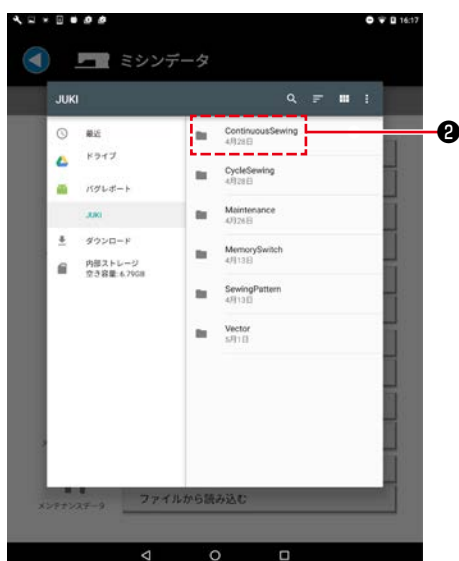 16:17
ミシンデータ
JUKI
最近
ドライブ
バグレポート
JUKI
ダウンロード
内部ストレージ
空き容量: 6.79GB
ContinuousSewing
4月28日
CycleSewing
4月28日
Maintenance
4月28日
MemorySwitch
4月13日
SewingPattern
4月13日
Vector
5月1日
❷
メンテナンスデータ
ファイルから読み込む